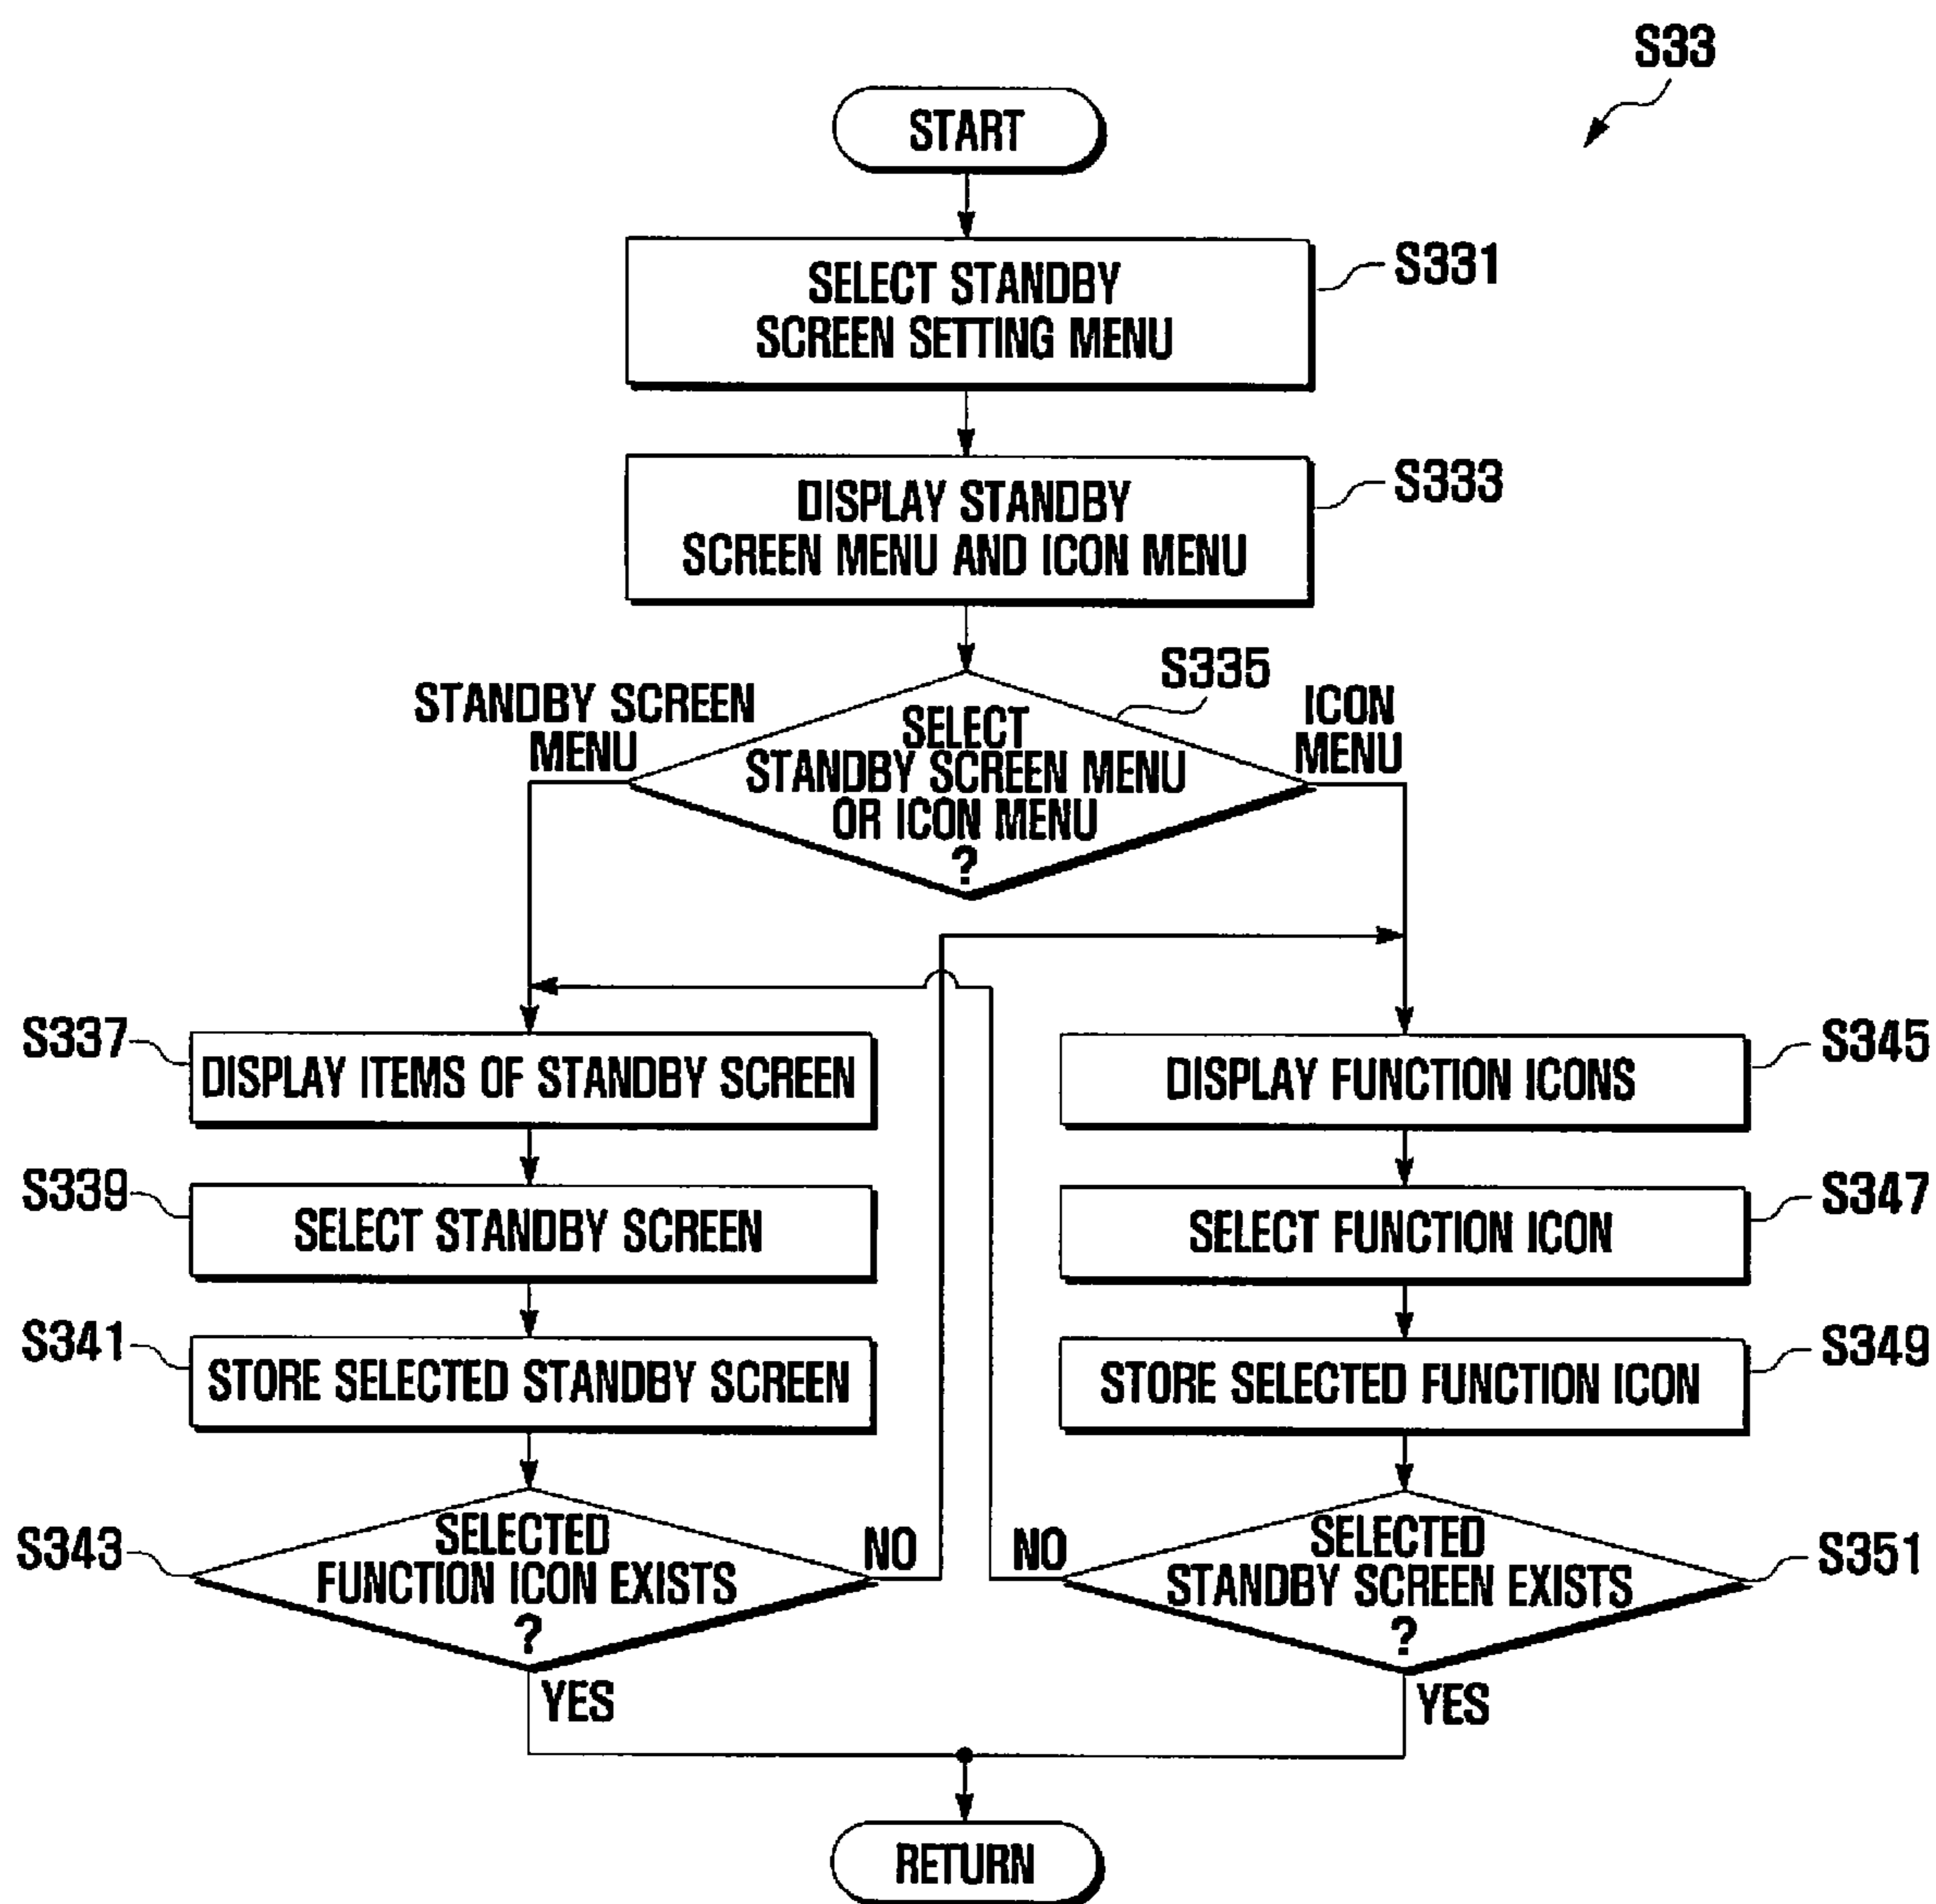 S33
START
SELECT STANDBY
SCREEN SETTING MENU
S331
DISPLAY STANDBY
SCREEN MENU AND ICON MENU
S333
S335
STANDBY SCREEN
MENU
SELECT
STANDBY SCREEN MENU
OR ICON MENU
?
ICON
MENU
S337
DISPLAY ITEMS OF STANDBY SCREEN
S339
SELECT STANDBY SCREEN
S341
STORE SELECTED STANDBY SCREEN
S343
SELECTED
FUNCTION ICON EXISTS
?
NO
YES
DISPLAY FUNCTION ICONS
S345
SELECT FUNCTION ICON
S347
STORE SELECTED FUNCTION ICON
S349
NO
SELECTED
STANDBY SCREEN EXISTS
?
S351
YES
RETURN